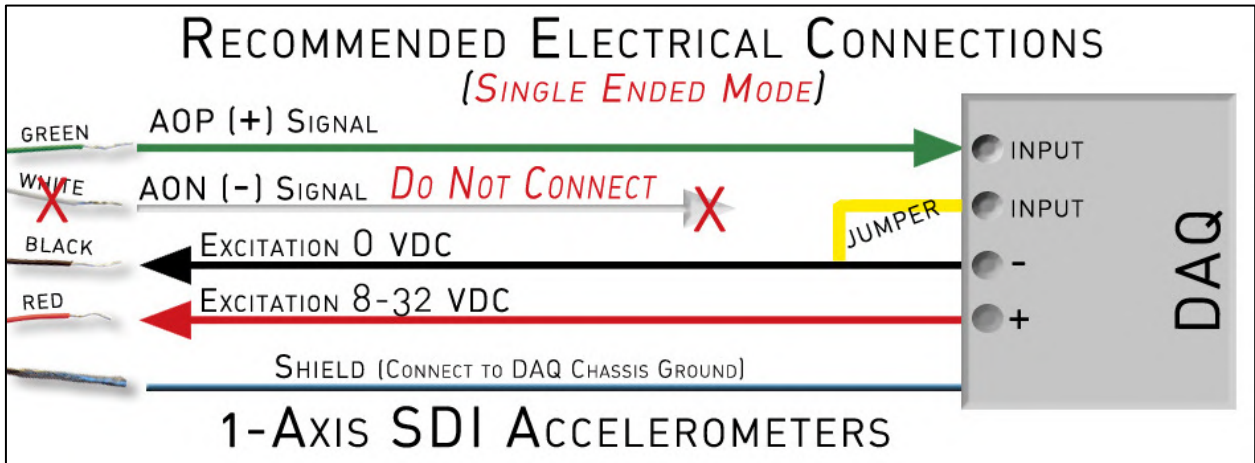 RECOMMENDED ELECTRICAL CONNECTIONS
(SINGLE ENDED MODE)
GREEN
AOP (+) SIGNAL
INPUT
WHITE
AON (-) SIGNAL DO NOT CONNECT
X
X
JUMPER
INPUT
BLACK
EXCITATION 0 VDC
-
RED
EXCITATION 8-32 VDC
+
DAQ
SHIELD (CONNECT TO DAQ CHASSIS GROUND)
1-AXIS SDI ACCELEROMETERS